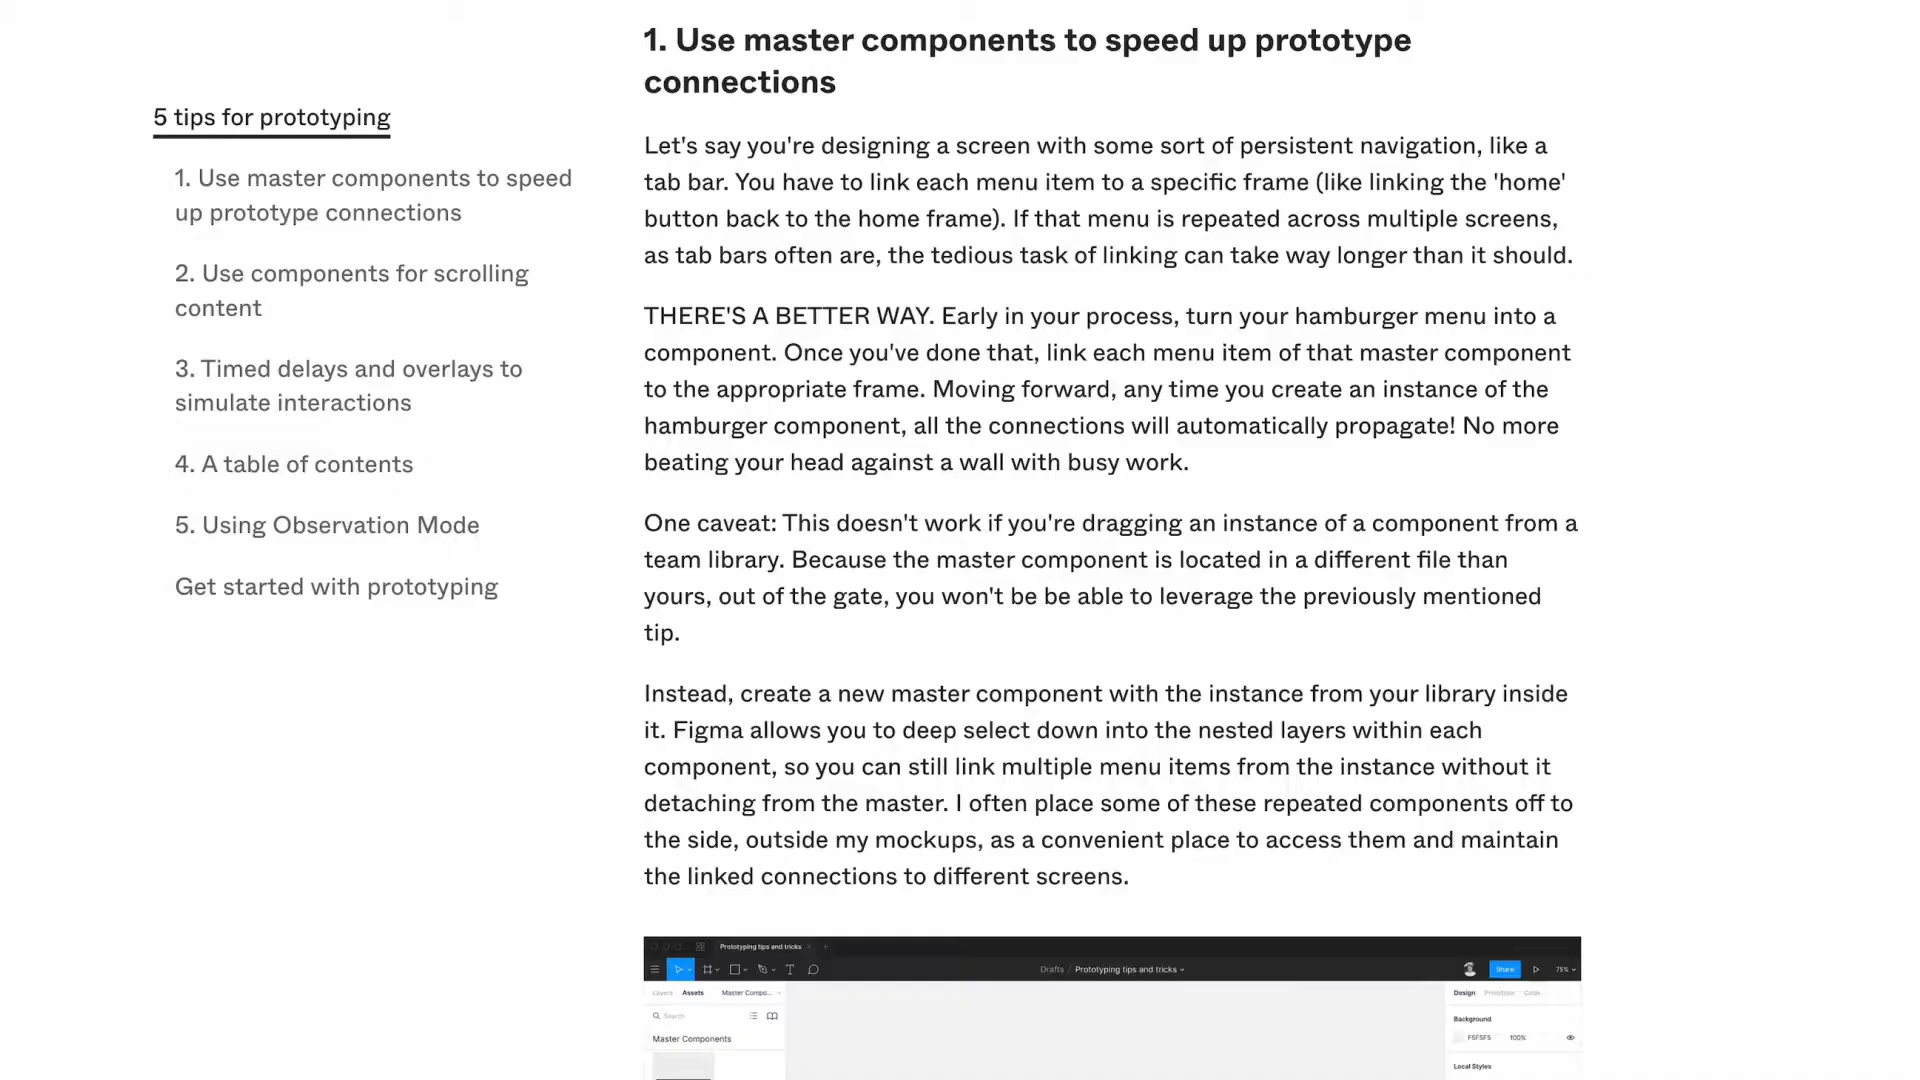 5 tips for prototyping
1. Use master components to speed
up prototype connections
2. Use components for scrolling
content
3. Timed delays and overlays to
simulate interactions
4. A table of contents
5. Using Observation Mode
Get started with prototyping
1. Use master components to speed up prototype
connections
Let's say you're designing a screen with some sort of persistent navigation, like a
tab bar. You have to link each menu item to a specific frame (like linking the 'home'
button back to the home frame). If that menu is repeated across multiple screens,
as tab bars often are, the tedious task of linking can take way longer than it should.
THERE'S A BETTER WAY. Early in your process, turn your hamburger menu into a
component. Once you've done that, link each menu item of that master component
to the appropriate frame. Moving forward, any time you create an instance of the
hamburger component, all the connections will automatically propagate! No more
beating your head against a wall with busy work.
One caveat: This doesn't work if you're dragging an instance of a component from a
team library. Because the master component is located in a different file than
yours, out of the gate, you won't be be able to leverage the previously mentioned
tip.
Instead, create a new master component with the instance from your library inside
it. Figma allows you to deep select down into the nested layers within each
component, so you can still link multiple menu items from the instance without it
detaching from the master. I often place some of these repeated components off to
the side, outside my mockups, as a convenient place to access them and maintain
the linked connections to different screens.
Prototyping tips and tricks
Drafts / Prototyping tips and tricks
Share
75%
Layers Assets Master Compo...
Design Prototype Code
Search
Background
F5F5F5 100%
Master Components
Local Styles